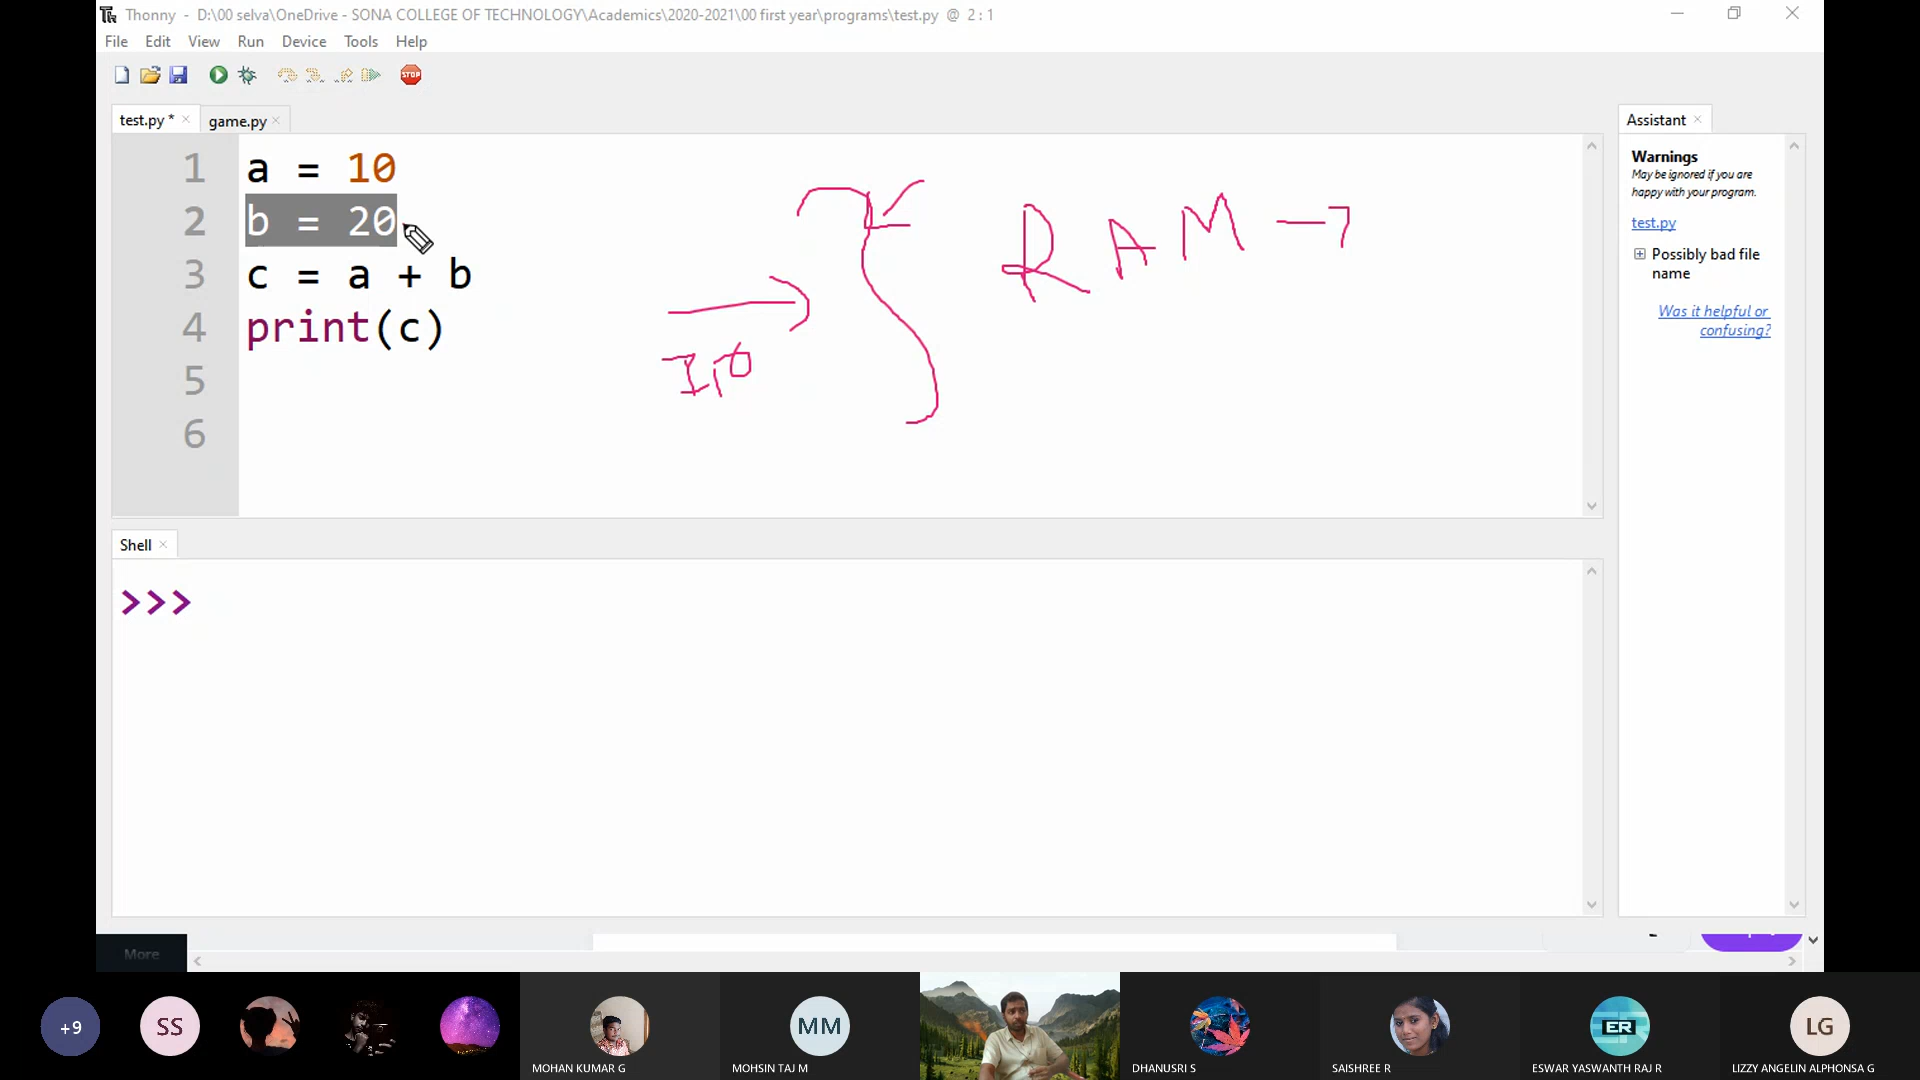 Thonny - D:\00 selva\OneDrive - SONA COLLEGE OF TECHNOLOGY\Academics\2020-2021\00 first year\programs\test.py @ 2 : 1
File Edit View Run Device Tools Help
STOP
test.py * × game.py ×
1 a = 10
2 b = 20
3 c = a + b
4 print(c)
5
6
RAM
Assistant ×
Warnings
May be ignored if you are
happy with your program.
test.py
Possibly bad file
name
Was it helpful or
confusing?
Shell ×
>>>
More
+9
SS
MM
ER
LG
MOHAN KUMAR G
MOHSIN TAJ M
DHANUSRI S
SAISHREE R
ESWAR YASWANTH RAJ R
LIZZY ANGELIN ALPHONSA G